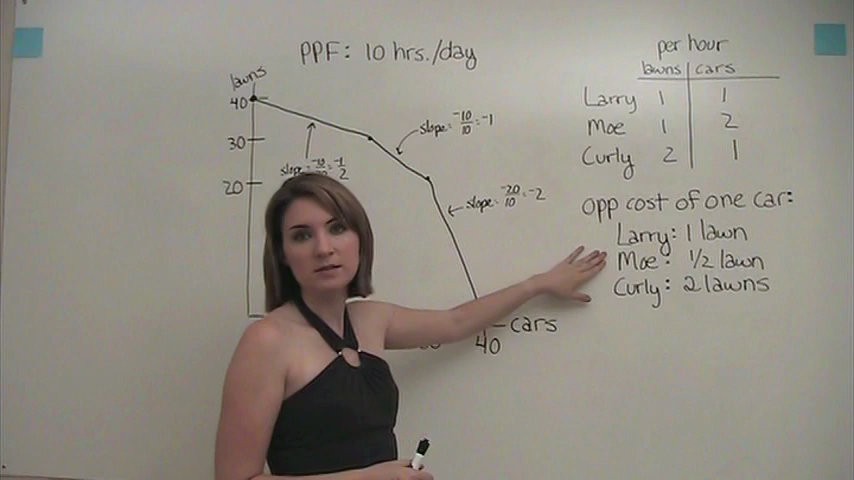 PPF: 10 hrs./day
per hour
lawns cars
Larry 1 1
Moe 1 2
Curly 2 1
opp cost of one car:
Larry: 1 lawn
Moe: 1/2 lawn
Curly: 2 lawns
lawns
40
30
20
slope = -10/10 = -1
slope = -1/2
slope = -20/10 = -2
cars
40